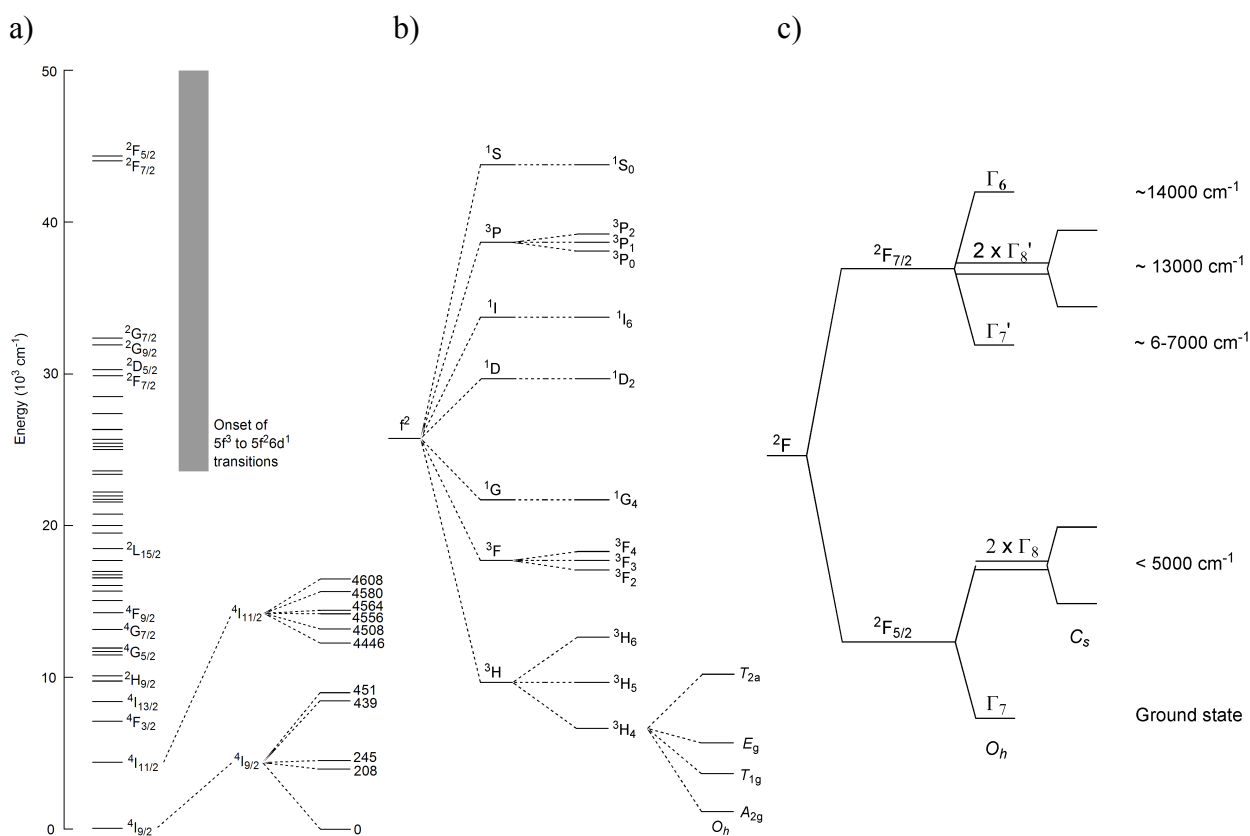 a)
50
40
30
20
10
0
Energy (10³ cm⁻¹)
²F₅/₂
²F₇/₂
²G₇/₂
²G₉/₂
²D₅/₂
²F₇/₂
²L₁₅/₂
⁴F₉/₂
⁴G₇/₂
⁴G₅/₂
²H₉/₂
⁴I₁₃/₂
⁴F₃/₂
⁴I₁₁/₂
⁴I₉/₂
Onset of
5f³ to 5f²6d¹
transitions
⁴I₁₁/₂
4608
4580
4564
4556
4508
4446
⁴I₉/₂
451
439
245
208
0
b)
f²
¹S
³P
¹I
¹D
¹G
³F
³H
¹S₀
³P₂
³P₁
³P₀
¹I₆
¹D₂
¹G₄
³F₄
³F₃
³F₂
³H₆
³H₅
³H₄
T₂ₐ
E_g
T₁g
A₂g
Oₕ
c)
²F
²F₇/₂
²F₅/₂
Γ₆
2 x Γ₈'
Γ₇'
2 x Γ₈
Γ₇
Oₕ
Cₛ
~14000 cm⁻¹
~ 13000 cm⁻¹
~ 6-7000 cm⁻¹
< 5000 cm⁻¹
Ground state